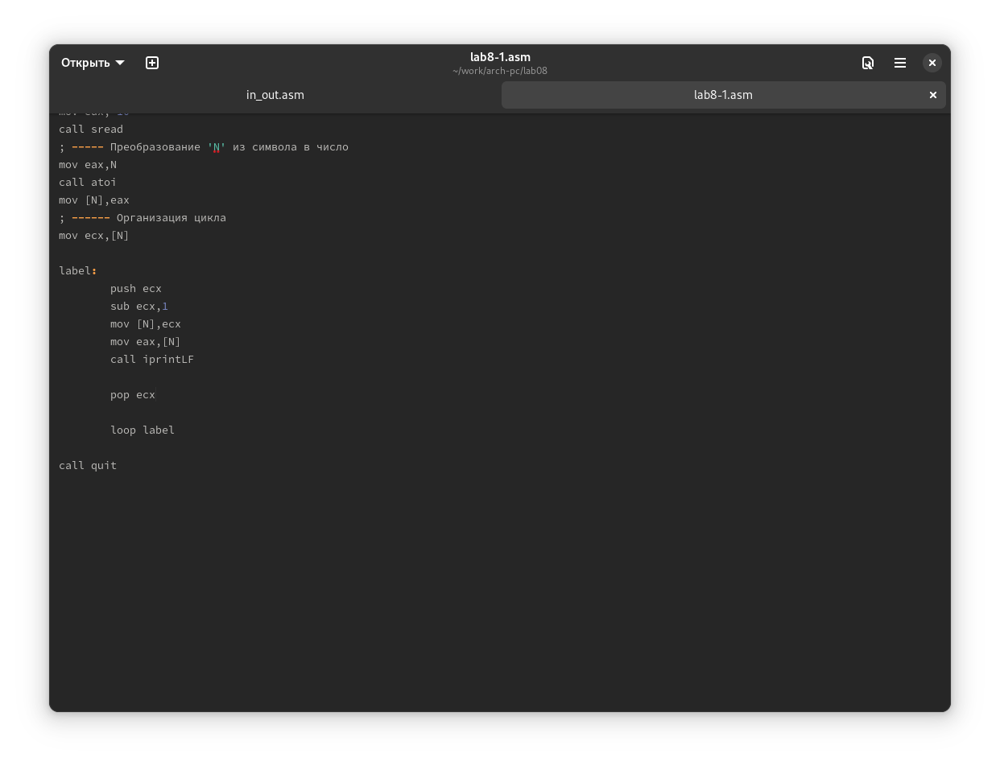 Открыть
lab8-1.asm
~/work/arch-pc/lab08
in_out.asm
lab8-1.asm
call sread
; ----- Преобразование 'N' из символа в число
mov eax,N
call atoi
mov [N],eax
; ------ Организация цикла
mov ecx,[N]
label:
push ecx
sub ecx,1
mov [N],ecx
mov eax,[N]
call iprintLF
pop ecx
loop label
call quit